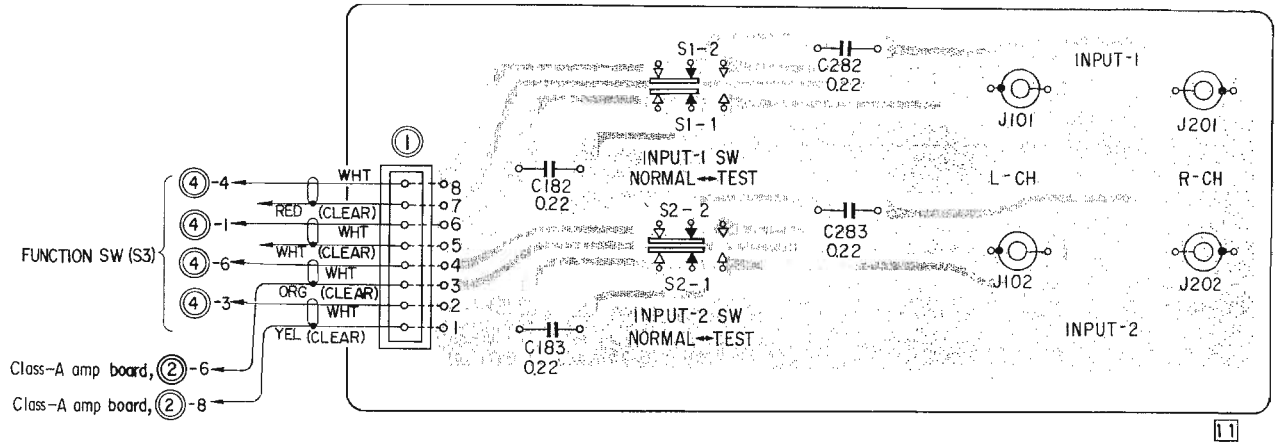 S1-2
C282
0.22
INPUT-1
S1-1
J101
J201
1
INPUT-1 SW
NORMAL↔TEST
L-CH
R-CH
C182
0.22
4 -4
WHT
8
RED (CLEAR)
7
4 -1
WHT
6
WHT (CLEAR)
5
FUNCTION SW (S3)
4 -6
WHT
4
ORG (CLEAR)
3
4 -3
WHT
2
YEL (CLEAR)
1
S2-2
C283
0.22
S2-1
J102
J202
INPUT-2 SW
NORMAL↔TEST
INPUT-2
C183
0.22
Class-A amp board, 2 -6
Class-A amp board, 2 -8
11